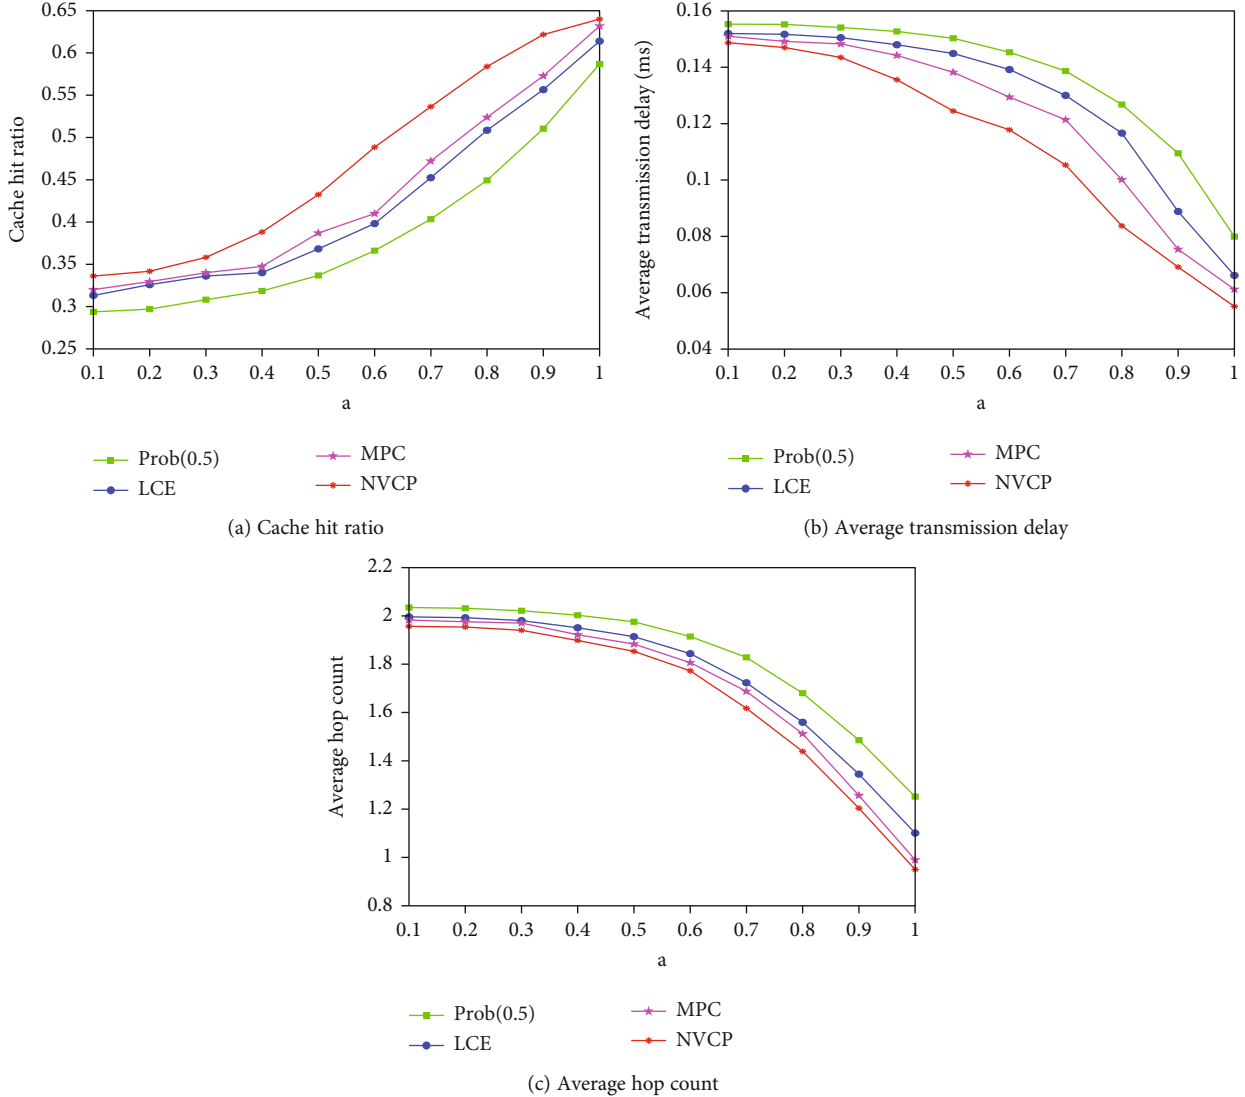 0.65
0.6
0.55
0.5
0.45
0.4
0.35
0.3
0.25
Cache hit ratio
0.1 0.2 0.3 0.4 0.5 0.6 0.7 0.8 0.9 1
a
Prob(0.5)
LCE
MPC
NVCP
(a) Cache hit ratio
0.16
0.14
0.12
0.1
0.08
0.06
0.04
Average transmission delay (ms)
0.1 0.2 0.3 0.4 0.5 0.6 0.7 0.8 0.9 1
a
Prob(0.5)
LCE
MPC
NVCP
(b) Average transmission delay
2.2
2
1.8
1.6
1.4
1.2
1
0.8
Average hop count
0.1 0.2 0.3 0.4 0.5 0.6 0.7 0.8 0.9 1
a
Prob(0.5)
LCE
MPC
NVCP
(c) Average hop count